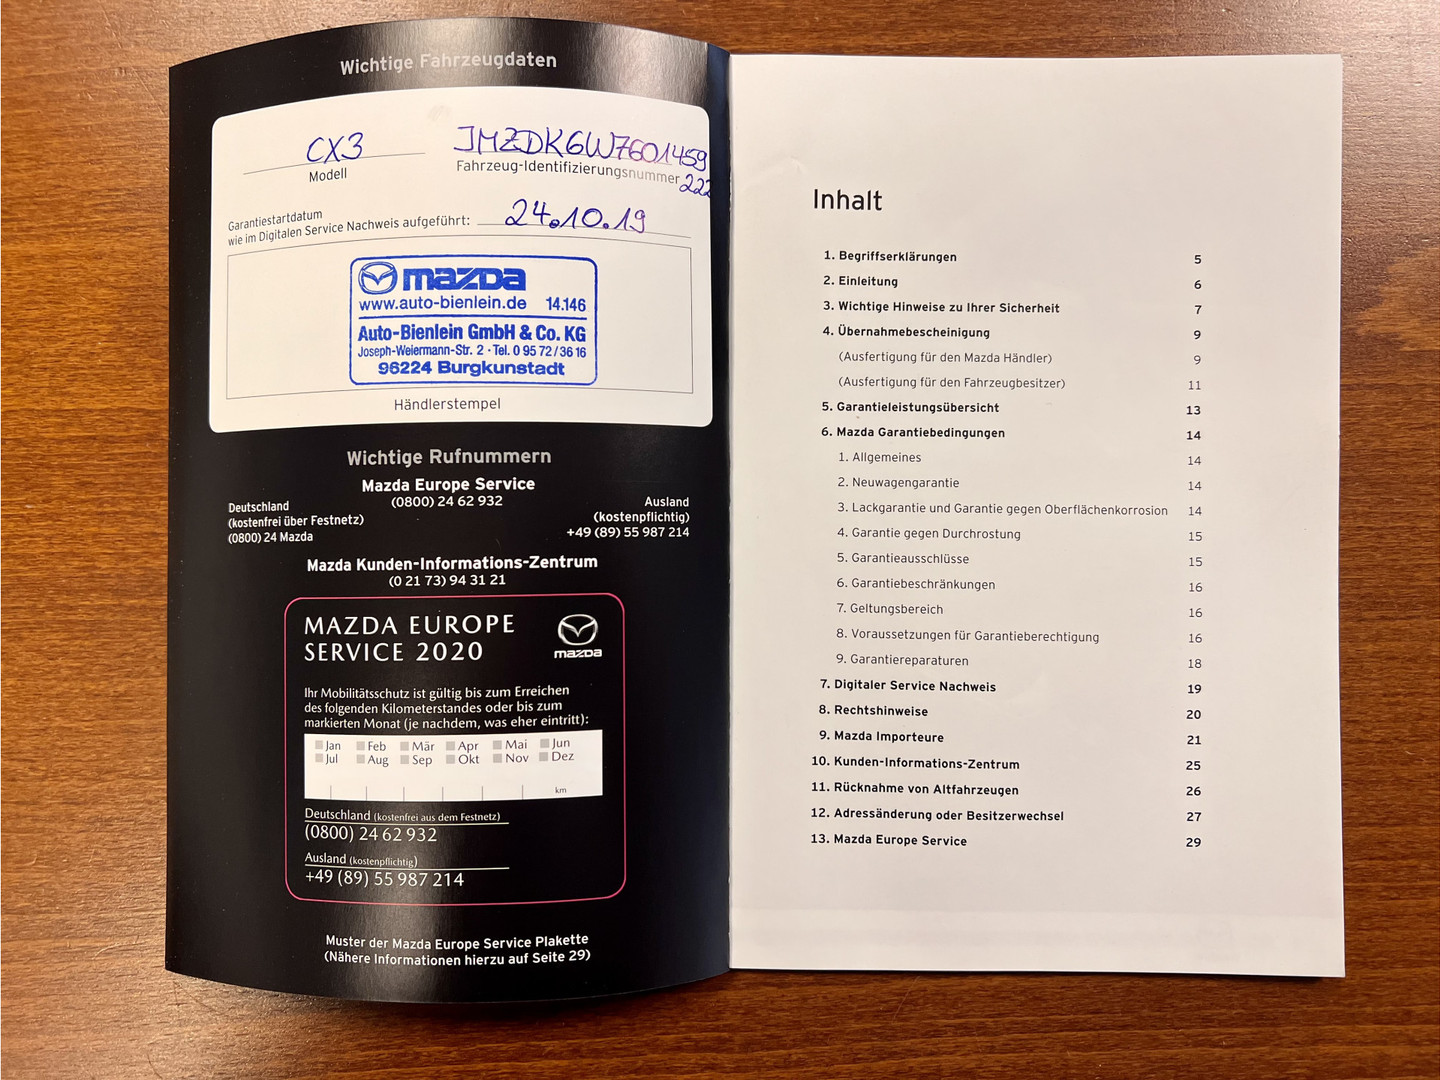 Wichtige Fahrzeugdaten
CX3
JMZDK6W7601459
222
Modell
Fahrzeug-Identifizierungsnummer
Garantiestartdatum
wie im Digitalen Service Nachweis aufgeführt:
24.10.19
mazda
www.auto-bienlein.de 14.146
Auto-Bienlein GmbH & Co. KG
Joseph-Weiermann-Str. 2 · Tel. 0 95 72 / 36 16
96224 Burgkunstadt
Händlerstempel
Wichtige Rufnummern
Mazda Europe Service
(0800) 24 62 932
Deutschland
(kostenfrei über Festnetz)
(0800) 24 Mazda
Ausland
(kostenpflichtig)
+49 (89) 55 987 214
Mazda Kunden-Informations-Zentrum
(0 21 73) 94 31 21
MAZDA EUROPE
SERVICE 2020
mazda
Ihr Mobilitätsschutz ist gültig bis zum Erreichen
des folgenden Kilometerstandes oder bis zum
markierten Monat (je nachdem, was eher eintritt):
Jan Feb Mär Apr Mai Jun
Jul Aug Sep Okt Nov Dez
km
Deutschland (kostenfrei aus dem Festnetz)
(0800) 24 62 932
Ausland (kostenpflichtig)
+49 (89) 55 987 214
Muster der Mazda Europe Service Plakette
(Nähere Informationen hierzu auf Seite 29)
Inhalt
1. Begriffserklärungen 5
2. Einleitung 6
3. Wichtige Hinweise zu Ihrer Sicherheit 7
4. Übernahmebescheinigung 9
(Ausfertigung für den Mazda Händler) 9
(Ausfertigung für den Fahrzeugbesitzer) 11
5. Garantieleistungsübersicht 13
6. Mazda Garantiebedingungen 14
1. Allgemeines 14
2. Neuwagengarantie 14
3. Lackgarantie und Garantie gegen Oberflächenkorrosion 14
4. Garantie gegen Durchrostung 15
5. Garantieausschlüsse 15
6. Garantiebeschränkungen 16
7. Geltungsbereich 16
8. Voraussetzungen für Garantieberechtigung 16
9. Garantiereparaturen 18
7. Digitaler Service Nachweis 19
8. Rechtshinweise 20
9. Mazda Importeure 21
10. Kunden-Informations-Zentrum 25
11. Rücknahme von Altfahrzeugen 26
12. Adressänderung oder Besitzerwechsel 27
13. Mazda Europe Service 29